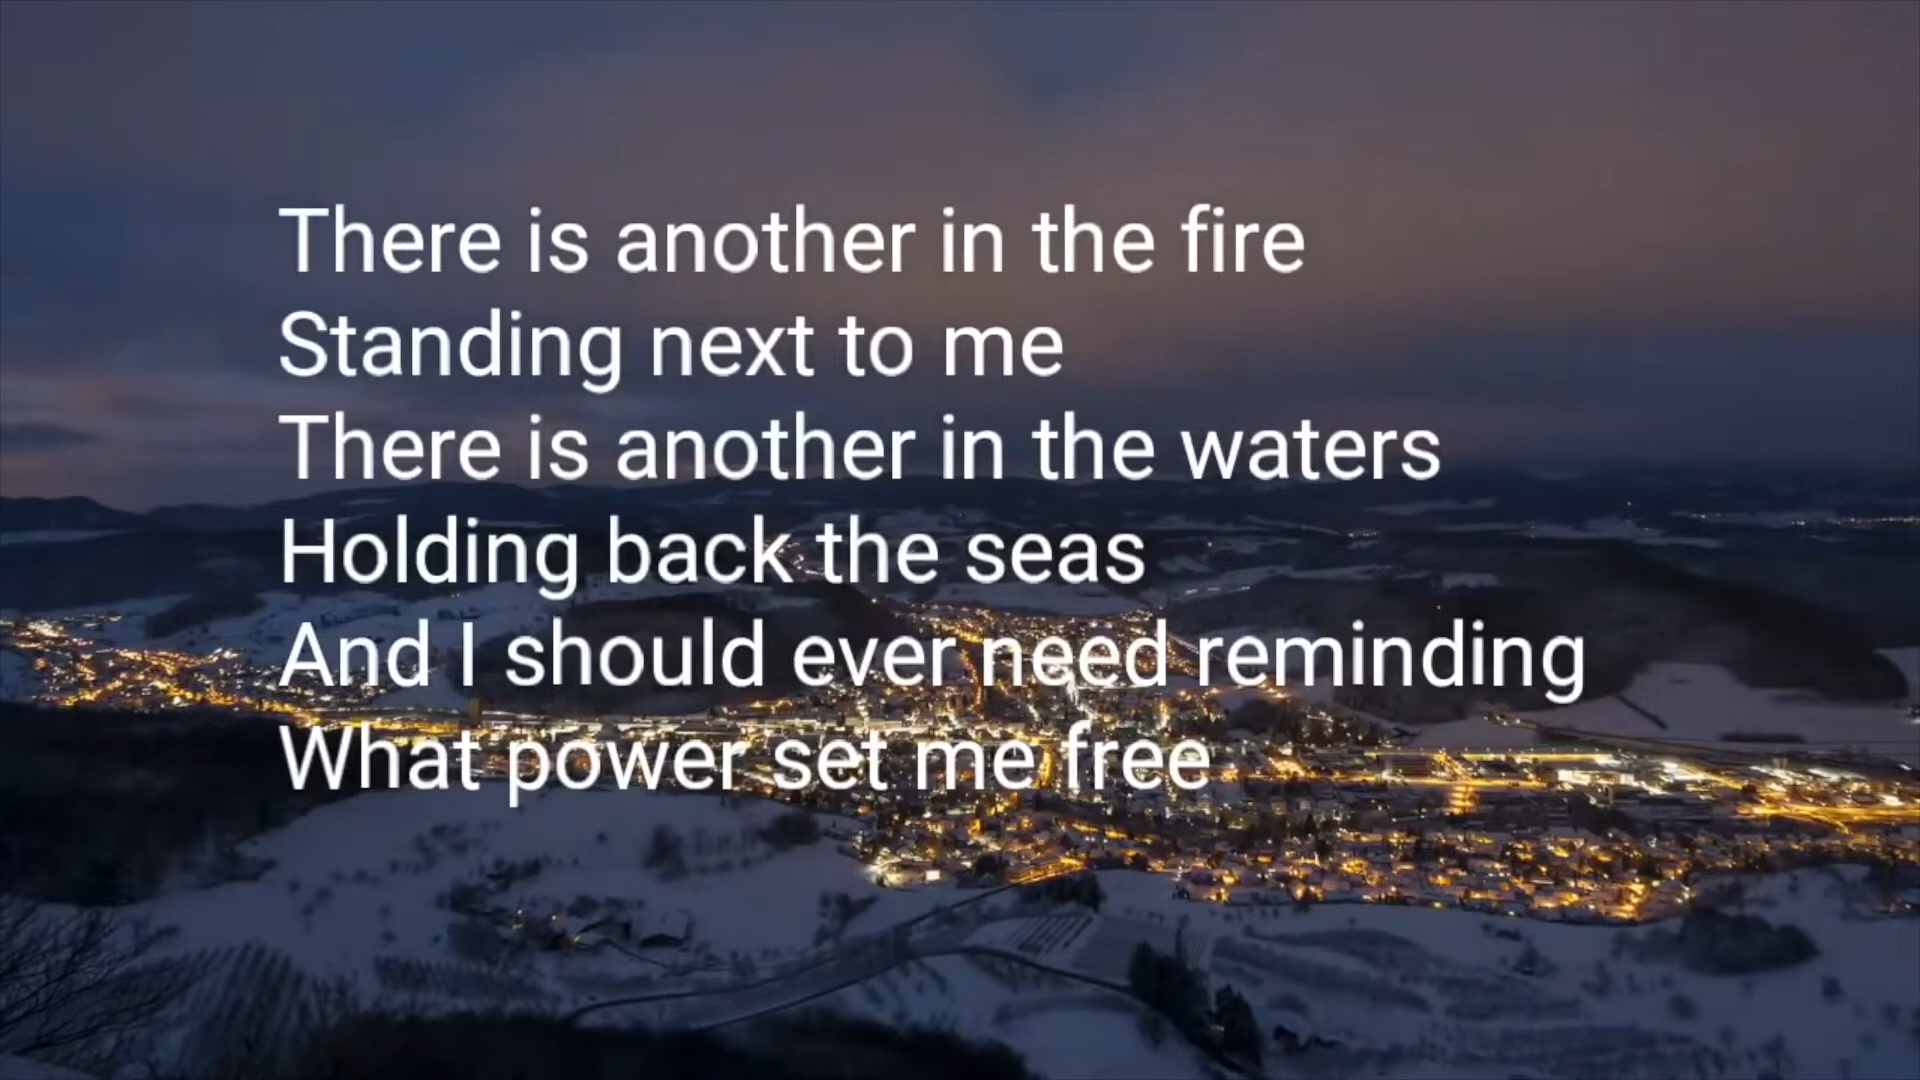 There is another in the fire
Standing next to me
There is another in the waters
Holding back the seas
And I should ever need reminding
What power set me free